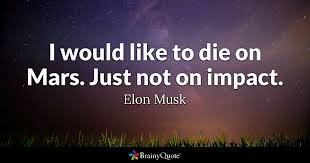 I would like to die on
Mars. Just not on impact.
Elon Musk
BrainyQuote®